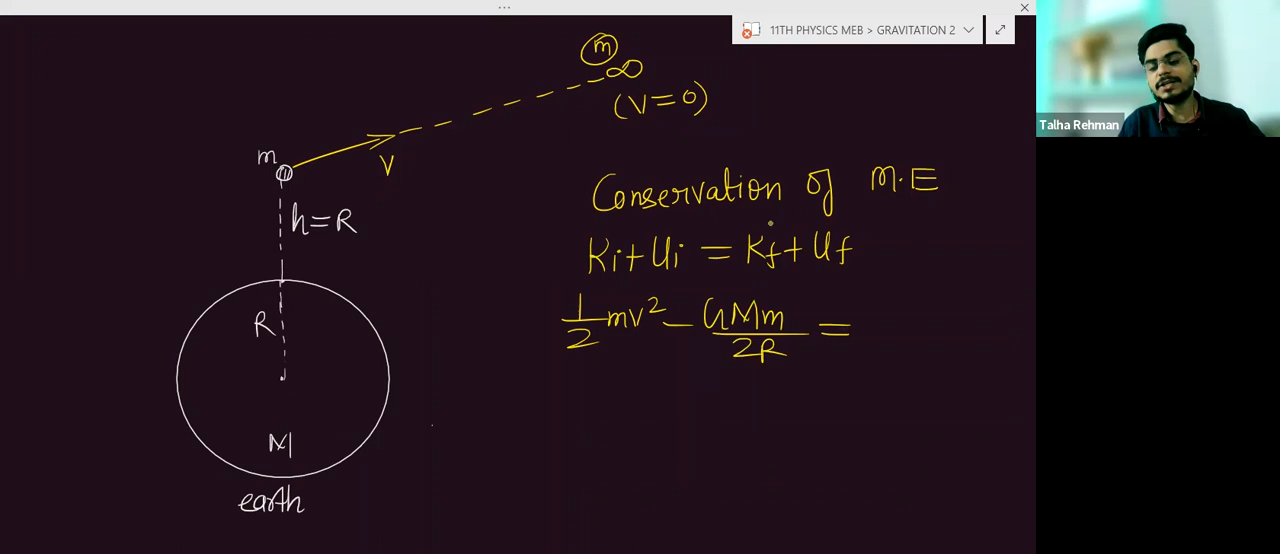 11TH PHYSICS MEB > GRAVITATION 2
Talha Rehman
m
∞
(V=0)
m
V
h=R
R
M
earth
Conservation of M.E
Ki+Ui = Kf+Uf
1/2 mv² - GMm/2R =